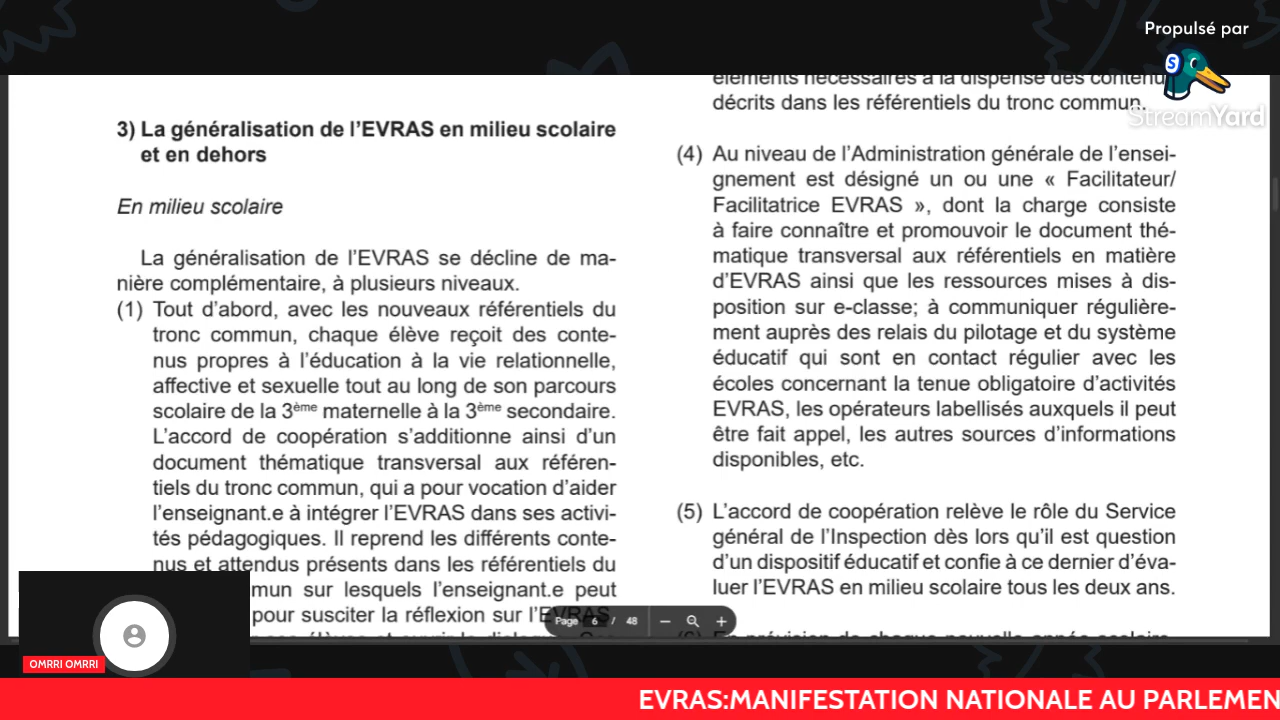 Propulsé par
StreamYard
3) La généralisation de l'EVRAS en milieu scolaire
et en dehors
En milieu scolaire
La généralisation de l'EVRAS se décline de ma-
nière complémentaire, à plusieurs niveaux.
(1) Tout d'abord, avec les nouveaux référentiels du
tronc commun, chaque élève reçoit des conte-
nus propres à l'éducation à la vie relationnelle,
affective et sexuelle tout au long de son parcours
scolaire de la 3ème maternelle à la 3ème secondaire.
L'accord de coopération s'additionne ainsi d'un
document thématique transversal aux référen-
tiels du tronc commun, qui a pour vocation d'aider
l'enseignant.e à intégrer l'EVRAS dans ses activi-
tés pédagogiques. Il reprend les différents conte-
nus et attendus présents dans les référentiels du
mun sur lesquels l'enseignant.e peut
pour susciter la réflexion sur l'EVRAS
éléments nécessaires à la dispense des contenu
décrits dans les référentiels du tronc commun.
(4) Au niveau de l'Administration générale de l'ensei-
gnement est désigné un ou une « Facilitateur/
Facilitatrice EVRAS », dont la charge consiste
à faire connaître et promouvoir le document thé-
matique transversal aux référentiels en matière
d'EVRAS ainsi que les ressources mises à dis-
position sur e-classe; à communiquer régulière-
ment auprès des relais du pilotage et du système
éducatif qui sont en contact régulier avec les
écoles concernant la tenue obligatoire d'activités
EVRAS, les opérateurs labellisés auxquels il peut
être fait appel, les autres sources d'informations
disponibles, etc.
(5) L'accord de coopération relève le rôle du Service
général de l'Inspection dès lors qu'il est question
d'un dispositif éducatif et confie à ce dernier d'éva-
luer l'EVRAS en milieu scolaire tous les deux ans.
Page 6 / 48
OMRRI OMRRI
EVRAS:MANIFESTATION NATIONALE AU PARLEMEN